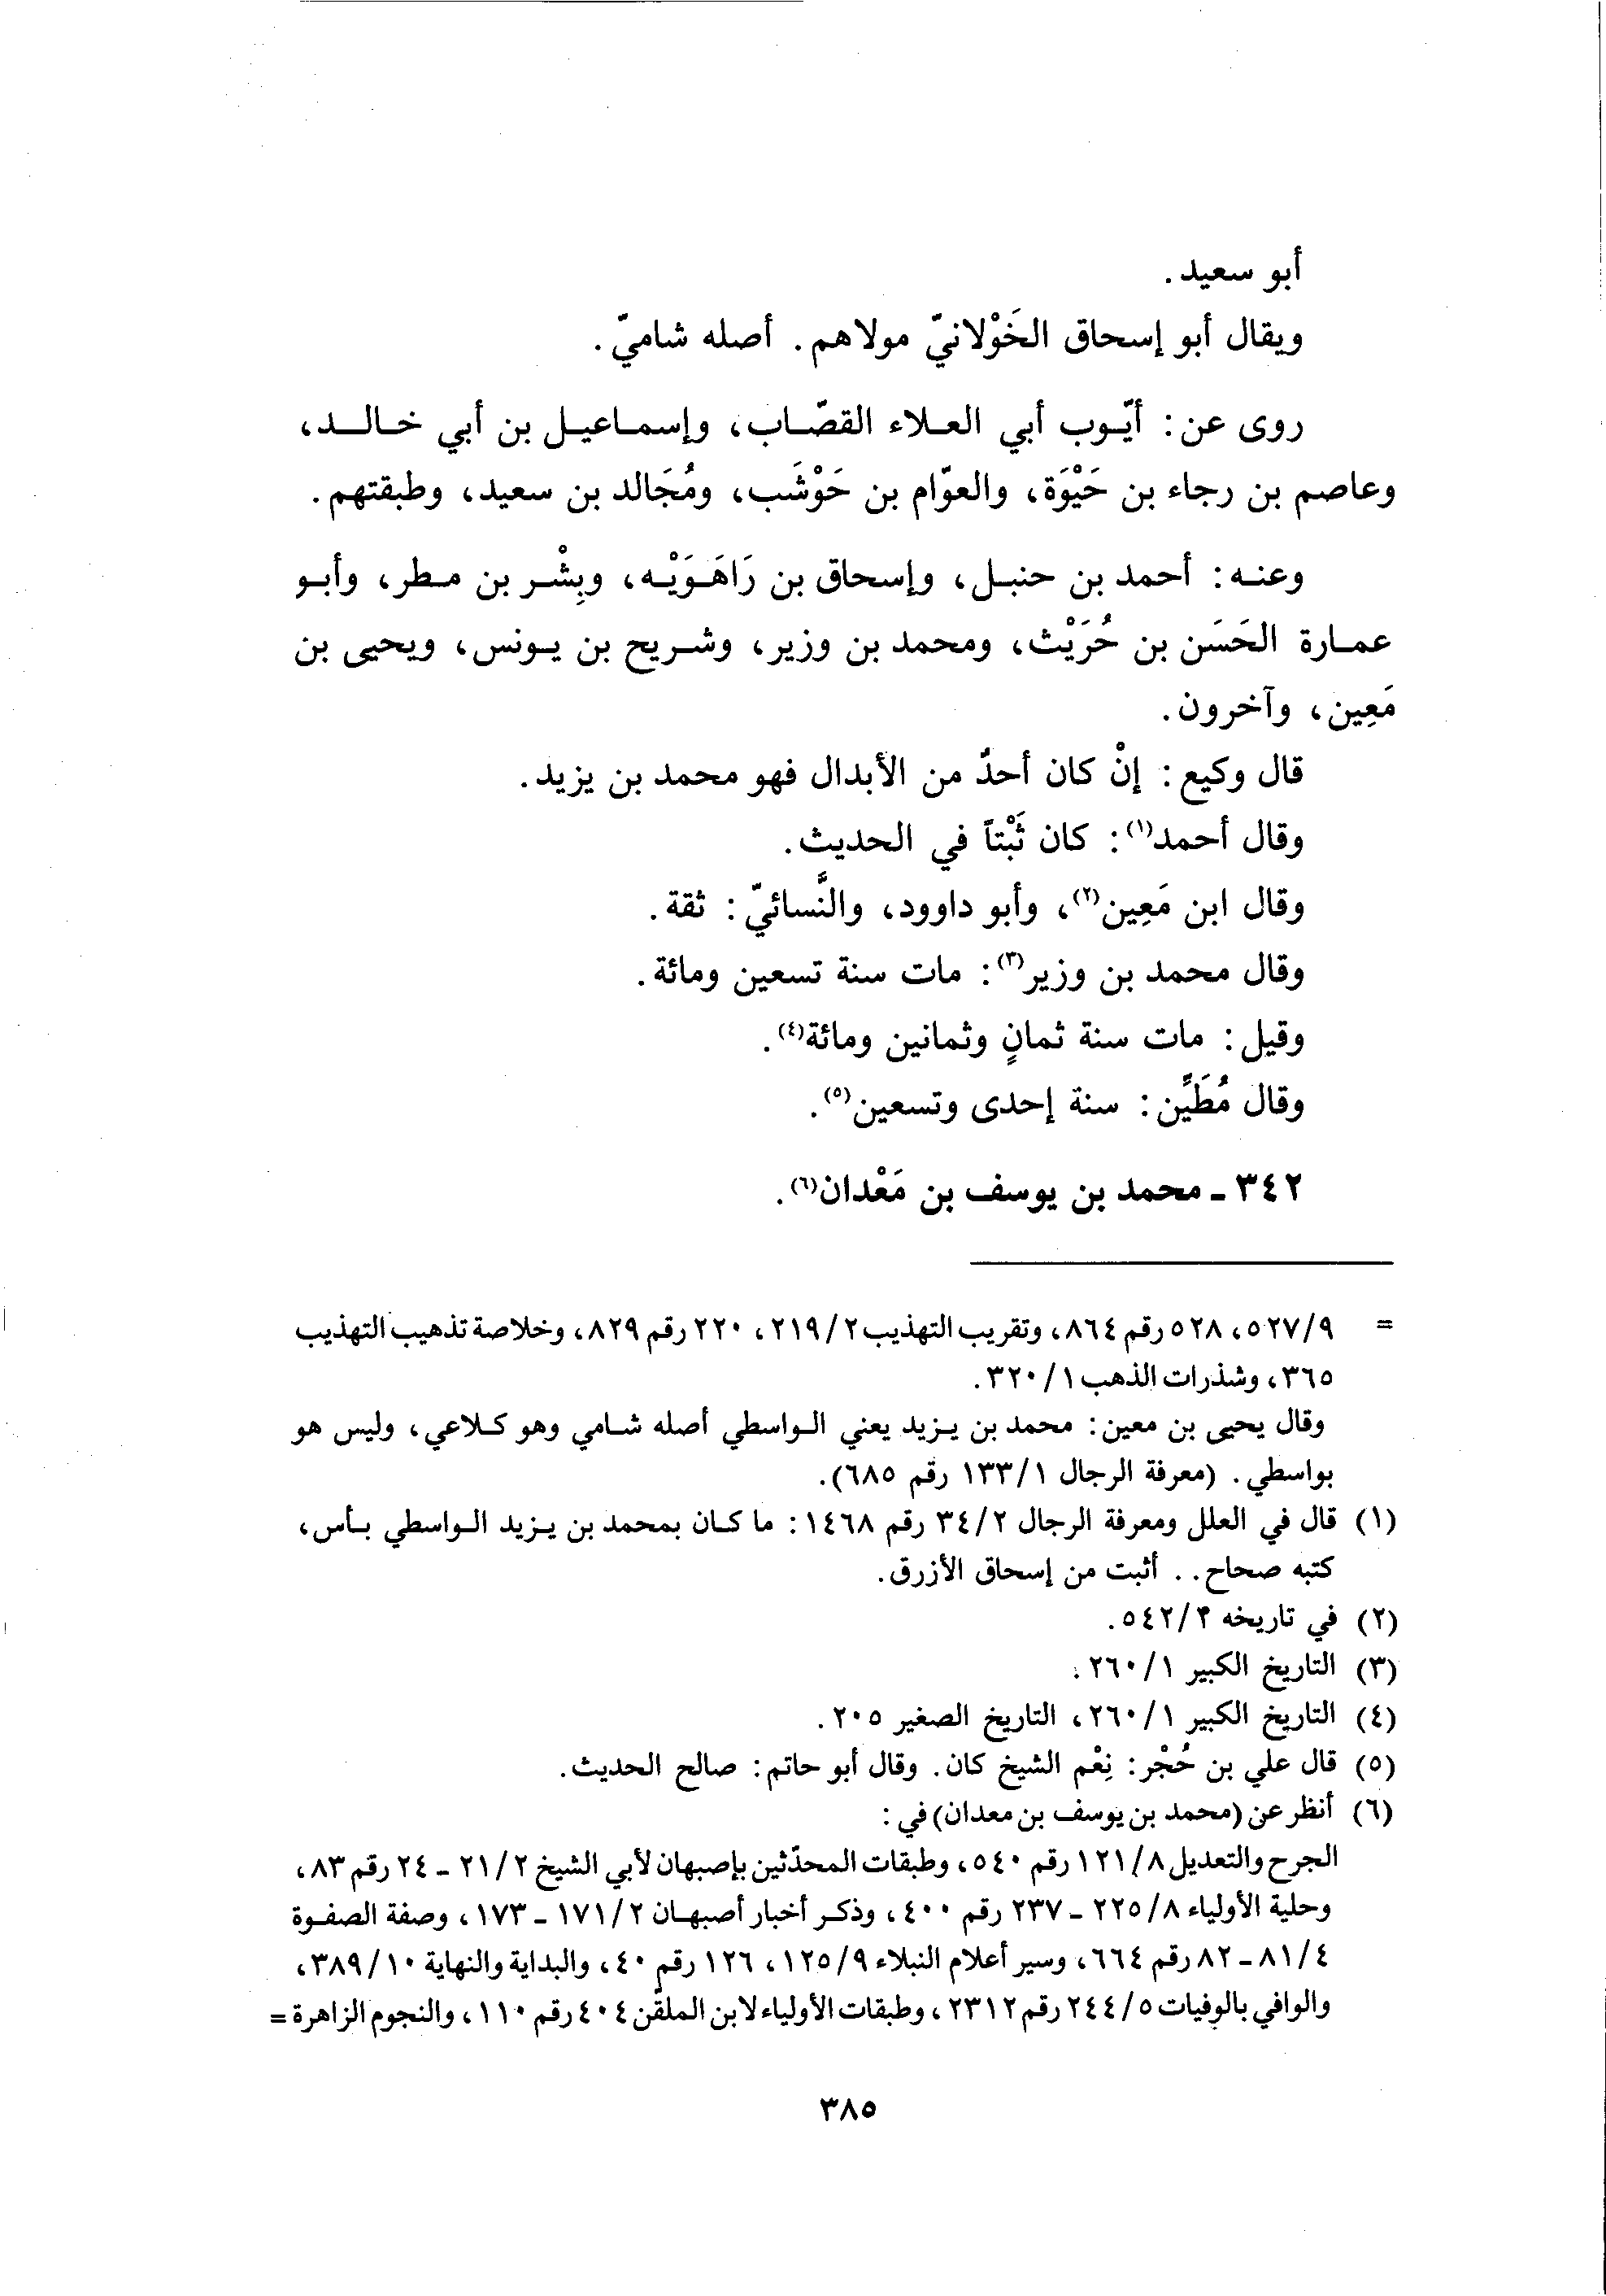 أبو سعيد.
ويقال أبو إسحاق الخَوْلانيّ مولاهم. أصله شاميّ.
روى عن: أيّوب أبي العلاء القصّاب، وإسماعيل بن أبي خالد،
وعاصم بن رجاء بن حَيْوَة، والعوّام بن حَوْشَب، ومُجَالد بن سعيد، وطبقتهم.
وعنه: أحمد بن حنبل، وإسحاق بن رَاهَوَيْه، وبِشْر بن مطر، وأبو
عمارة الحَسَن بن حُرَيْث، ومحمد بن وزير، وشريح بن يونس، ويحيى بن
مَعِين، وآخرون.
قال وكيع: إنْ كان أحدٌ من الأبدال فهو محمد بن يزيد.
وقال أحمد(١): كان ثَبْتاً في الحديث.
وقال ابن مَعِين(٢)، وأبو داوود، والنَّسائيّ: ثقة.
وقال محمد بن وزير(٣): مات سنة تسعين ومائة.
وقيل: مات سنة ثمانٍ وثمانين ومائة(٤).
وقال مُطَيَّن: سنة إحدى وتسعين(٥).
٣٤٢ ـ محمد بن يوسف بن مَعْدان(٦).
= ٥٢٧/٩، ٥٢٨ رقم ٨٦٤، وتقريب التهذيب ٢١٩/٢، ٢٢٠ رقم ٨٢٩، وخلاصة تذهيب التهذيب
٣٦٥، وشذرات الذهب ٣٢٠/١.
وقال يحيى بن معين: محمد بن يزيد يعني الواسطي أصله شامي وهو كلاعي، وليس هو
بواسطي. (معرفة الرجال ١٣٣/١ رقم ٦٨٥).
(١) قال في العلل ومعرفة الرجال ٣٤/٢ رقم ١٤٦٨: ما كان بمحمد بن يزيد الواسطي بأس،
كتبه صحاح.. أثبت من إسحاق الأزرق.
(٢) في تاريخه ٥٤٢/٢.
(٣) التاريخ الكبير ٢٦٠/١.
(٤) التاريخ الكبير ٢٦٠/١، التاريخ الصغير ٢٠٥.
(٥) قال علي بن حُجْر: نِعْم الشيخ كان. وقال أبو حاتم: صالح الحديث.
(٦) أنظر عن (محمد بن يوسف بن معدان) في:
الجرح والتعديل ١٢١/٨ رقم ٥٤٠، وطبقات المحدّثين بإصبهان لأبي الشيخ ٢١/٢ ـ ٢٤ رقم ٨٣،
وحلية الأولياء ٢٢٥/٨ ـ ٢٣٧ رقم ٤٠٠، وذكر أخبار أصبهان ١٧١/٢ ـ ١٧٣، وصفة الصفوة
٨١/٤ ـ ٨٢ رقم ٦٦٤، وسير أعلام النبلاء ١٢٥/٩، ١٢٦ رقم ٤٠، والبداية والنهاية ٣٨٩/١٠،
والوافي بالوفيات ٢٤٤/٥ رقم ٢٣١٢، وطبقات الأولياء لابن الملقّن ٤٠٤ رقم ١١٠، والنجوم الزاهرة =
٣٨٥